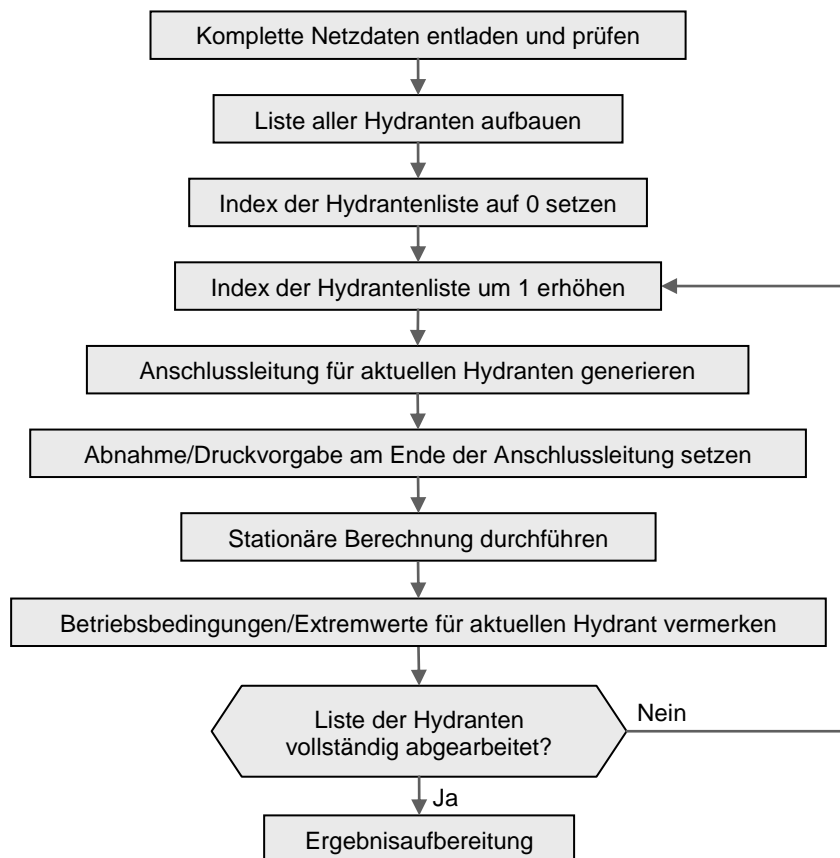 Komplette Netzdaten entladen und prüfen
Liste aller Hydranten aufbauen
Index der Hydrantenliste auf 0 setzen
Index der Hydrantenliste um 1 erhöhen
Anschlussleitung für aktuellen Hydranten generieren
Abnahme/Druckvorgabe am Ende der Anschlussleitung setzen
Stationäre Berechnung durchführen
Betriebsbedingungen/Extremwerte für aktuellen Hydrant vermerken
Liste der Hydranten
vollständig abgearbeitet?
Nein
Ja
Ergebnisaufbereitung